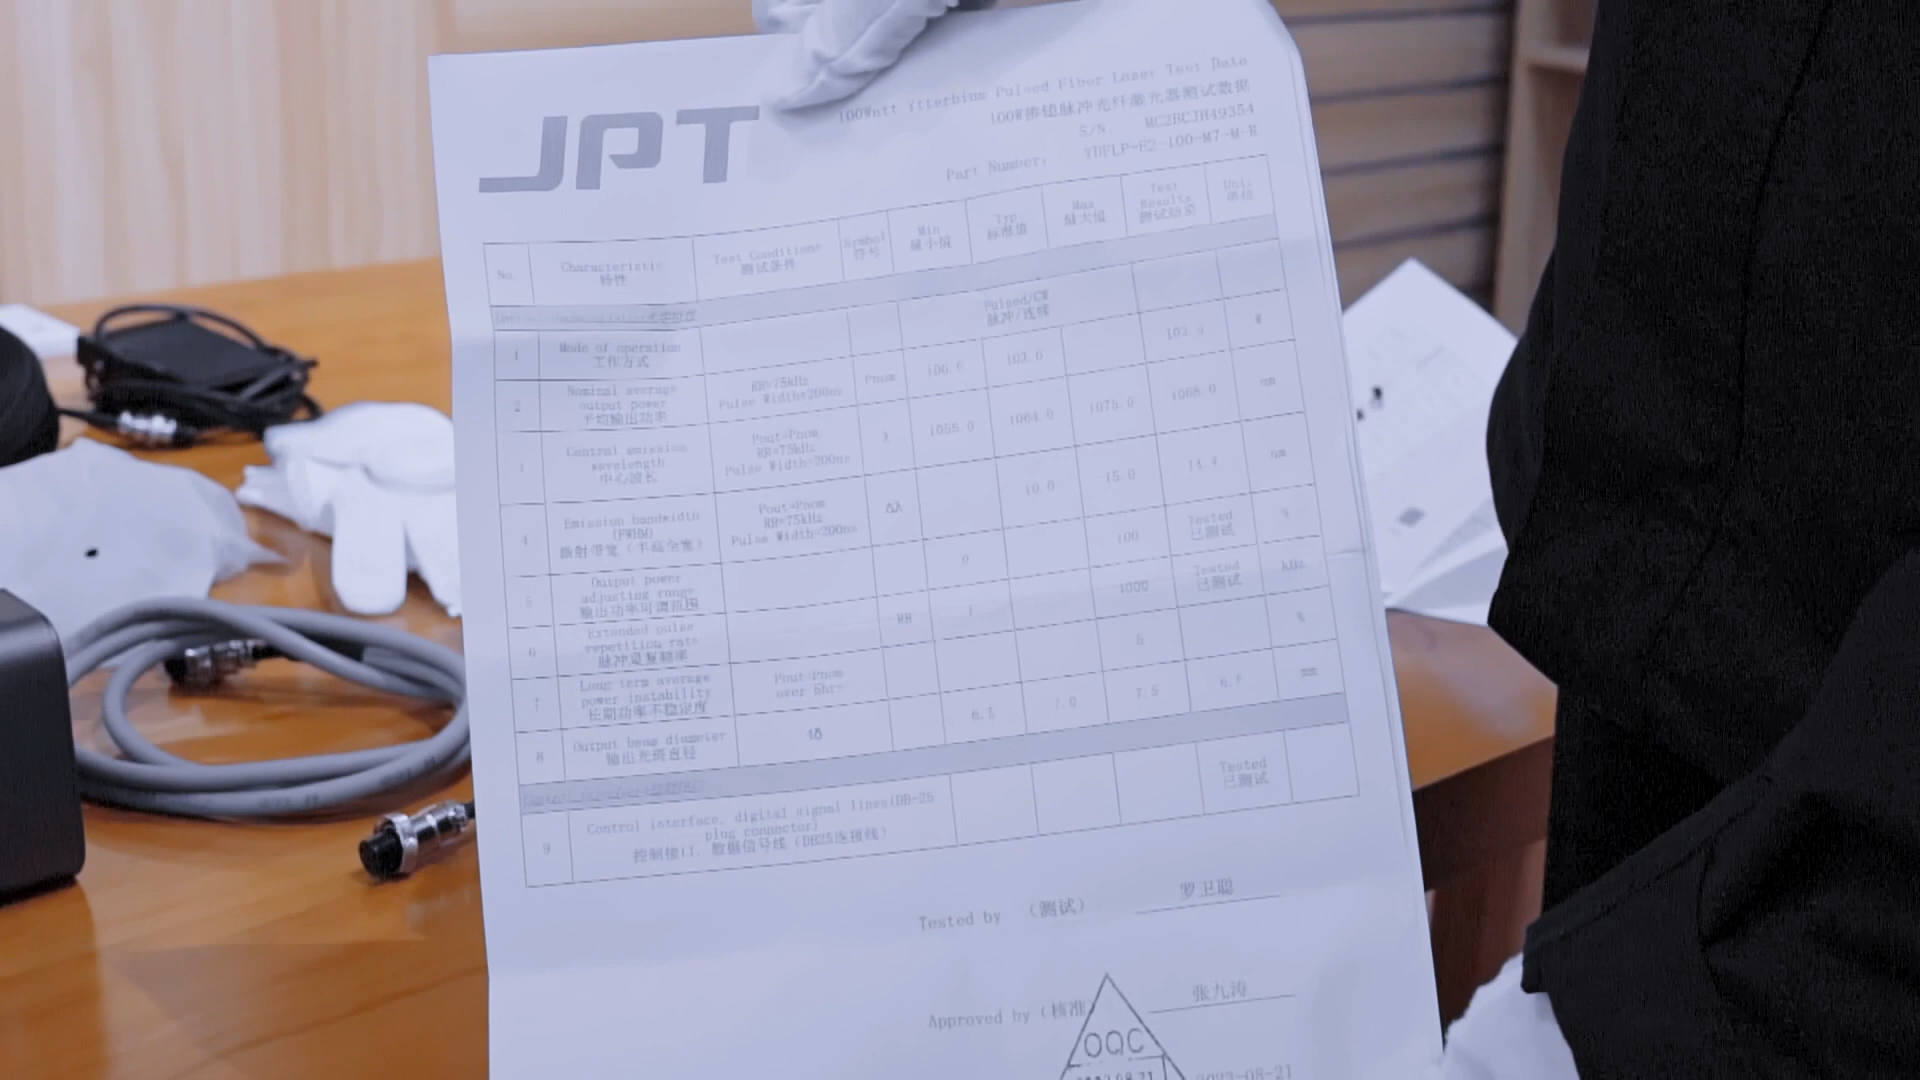 JPT
100Watt Ytterbium Pulsed Fiber Laser Test Data
100W掺镱脉冲光纤激光器测试数据
S/N. MC2BCJH49354
Part Number: YDFLP-E2-100-M7-M-R
No. Characteristic Test Conditions Symbol Min Typ. Max Test Results Unit
特性 测试条件 符号 最小值 标准值 最大值 测试结果 单位
1 Mode of operation Pulsed/CW
工作方式 脉冲/连续
2 Nominal average output power RR=75kHz Pnom 100.0 103.0 W
平均输出功率 Pulse Width=200ns
3 Central emission wavelength Pout=Pnom λ 1055.0 1064.0 1075.0 1068.0 nm
中心波长 RR=75kHz
Pulse Width=200ns
4 Emission bandwidth Pout=Pnom Δλ 10.0 15.0 14.4 nm
(FWHM) RR=75kHz
Pulse Width=200ns
5 Output power adjusting range 0 100 Tested %
输出功率可调范围 已测试
6 Extended pulse repetition rate RR 1 1000 Tested kHz
脉冲重复频率 已测试
7 Long term average power instability Pout=Pnom 5 %
长期功率不稳定度 over 5hrs
8 Output beam diameter 6.5 7.0 7.5 mm
输出光斑直径
9 Control interface, digital signal lines(DB-25 Tested
plug connector) 已测试
控制接口, 数据信号线 (DB25连接线)
Tested by (测试) 罗卫聪
Approved by (核准) 张九涛
OQC
2023-08-21